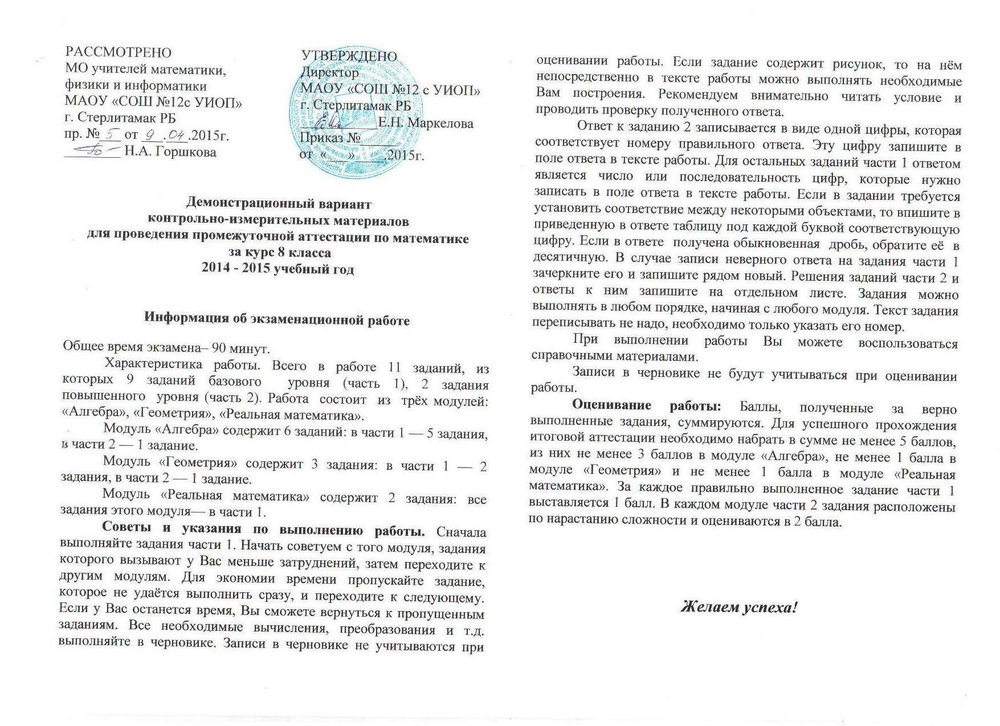 РАССМОТРЕНО
МО учителей математики,
физики и информатики
МАОУ «СОШ №12с УИОП»
г. Стерлитамак РБ
пр. № 5 от 9.04.2015г.
Н.А. Горшкова
УТВЕРЖДЕНО
Директор
МАОУ «СОШ №12 с УИОП»
г. Стерлитамак РБ
Е.Н. Маркелова
Приказ №_____
от «___»____.2015г.
Демонстрационный вариант
контрольно-измерительных материалов
для проведения промежуточной аттестации по математике
за курс 8 класса
2014 - 2015 учебный год
Информация об экзаменационной работе
Общее время экзамена– 90 минут.
Характеристика работы. Всего в работе 11 заданий, из
которых 9 заданий базового уровня (часть 1), 2 задания
повышенного уровня (часть 2). Работа состоит из трёх модулей:
«Алгебра», «Геометрия», «Реальная математика».
Модуль «Алгебра» содержит 6 заданий: в части 1 — 5 задания,
в части 2 — 1 задание.
Модуль «Геометрия» содержит 3 задания: в части 1 — 2
задания, в части 2 — 1 задание.
Модуль «Реальная математика» содержит 2 задания: все
задания этого модуля— в части 1.
Советы и указания по выполнению работы. Сначала
выполняйте задания части 1. Начать советуем с того модуля, задания
которого вызывают у Вас меньше затруднений, затем переходите к
другим модулям. Для экономии времени пропускайте задание,
которое не удаётся выполнить сразу, и переходите к следующему.
Если у Вас останется время, Вы сможете вернуться к пропущенным
заданиям. Все необходимые вычисления, преобразования и т.д.
выполняйте в черновике. Записи в черновике не учитываются при
оценивании работы. Если задание содержит рисунок, то на нём
непосредственно в тексте работы можно выполнять необходимые
Вам построения. Рекомендуем внимательно читать условие и
проводить проверку полученного ответа.
Ответ к заданию 2 записывается в виде одной цифры, которая
соответствует номеру правильного ответа. Эту цифру запишите в
поле ответа в тексте работы. Для остальных заданий части 1 ответом
является число или последовательность цифр, которые нужно
записать в поле ответа в тексте работы. Если в задании требуется
установить соответствие между некоторыми объектами, то впишите в
приведенную в ответе таблицу под каждой буквой соответствующую
цифру. Если в ответе получена обыкновенная дробь, обратите её в
десятичную. В случае записи неверного ответа на задания части 1
зачеркните его и запишите рядом новый. Решения заданий части 2 и
ответы к ним запишите на отдельном листе. Задания можно
выполнять в любом порядке, начиная с любого модуля. Текст задания
переписывать не надо, необходимо только указать его номер.
При выполнении работы Вы можете воспользоваться
справочными материалами.
Записи в черновике не будут учитываться при оценивании
работы.
Оценивание работы: Баллы, полученные за верно
выполненные задания, суммируются. Для успешного прохождения
итоговой аттестации необходимо набрать в сумме не менее 5 баллов,
из них не менее 3 баллов в модуле «Алгебра», не менее 1 балла в
модуле «Геометрия» и не менее 1 балла в модуле «Реальная
математика». За каждое правильно выполненное задание части 1
выставляется 1 балл. В каждом модуле части 2 задания расположены
по нарастанию сложности и оцениваются в 2 балла.
Желаем успеха!